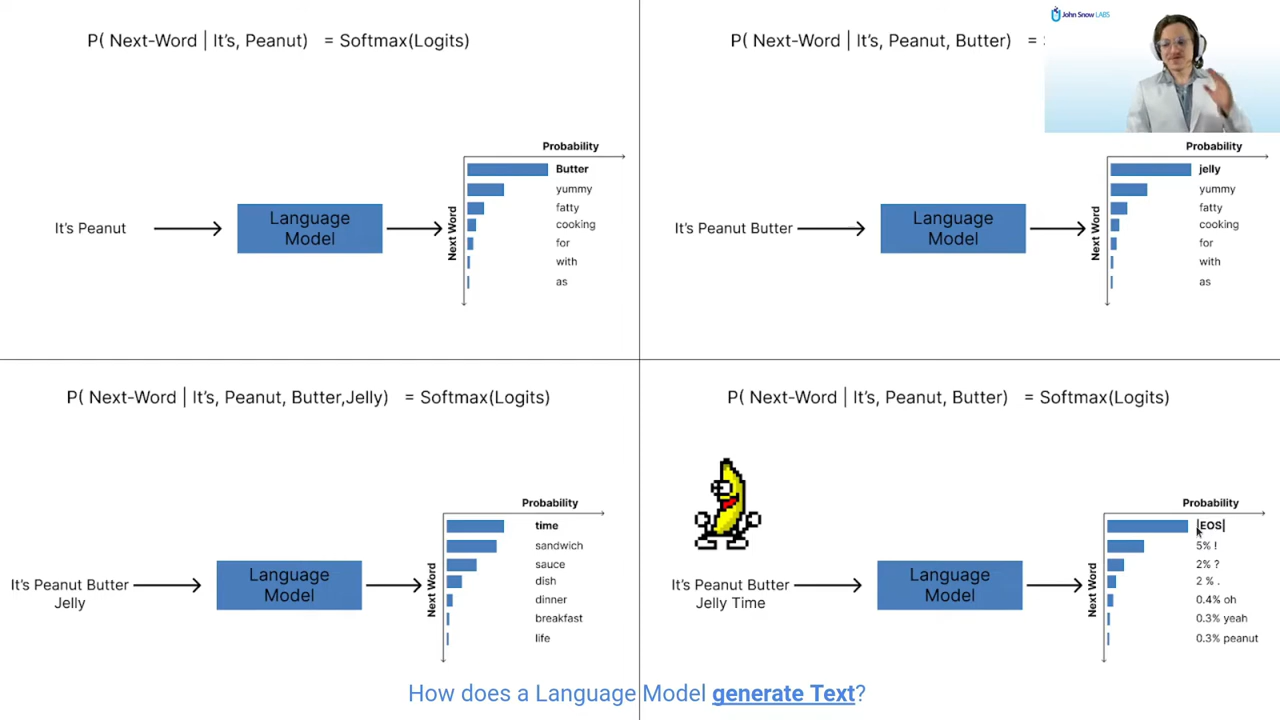 P( Next-Word | It's, Peanut) = Softmax(Logits)
Probability
Next Word
Butter
yummy
fatty
cooking
for
with
as
It's Peanut
Language
Model
P( Next-Word | It's, Peanut, Butter) =
John Snow LABS
Probability
Next Word
jelly
yummy
fatty
cooking
for
with
as
It's Peanut Butter
Language
Model
P( Next-Word | It's, Peanut, Butter,Jelly) = Softmax(Logits)
Probability
Next Word
time
sandwich
sauce
dish
dinner
breakfast
life
It's Peanut Butter
Jelly
Language
Model
P( Next-Word | It's, Peanut, Butter) = Softmax(Logits)
Probability
Next Word
|EOS|
5% !
2% ?
2 % .
0.4% oh
0.3% yeah
0.3% peanut
It's Peanut Butter
Jelly Time
Language
Model
How does a Language Model generate Text?